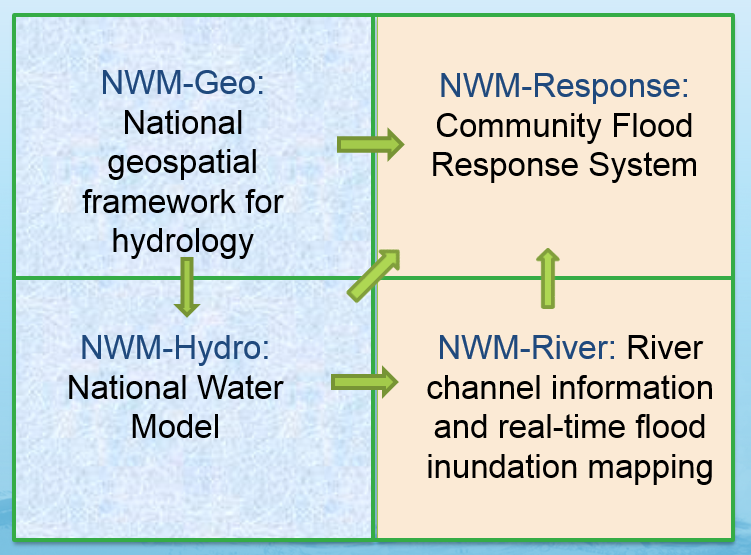 NWM-Geo:
National
geospatial
framework for
hydrology
NWM-Response:
Community Flood
Response System
NWM-Hydro:
National Water
Model
NWM-River: River
channel information
and real-time flood
inundation mapping